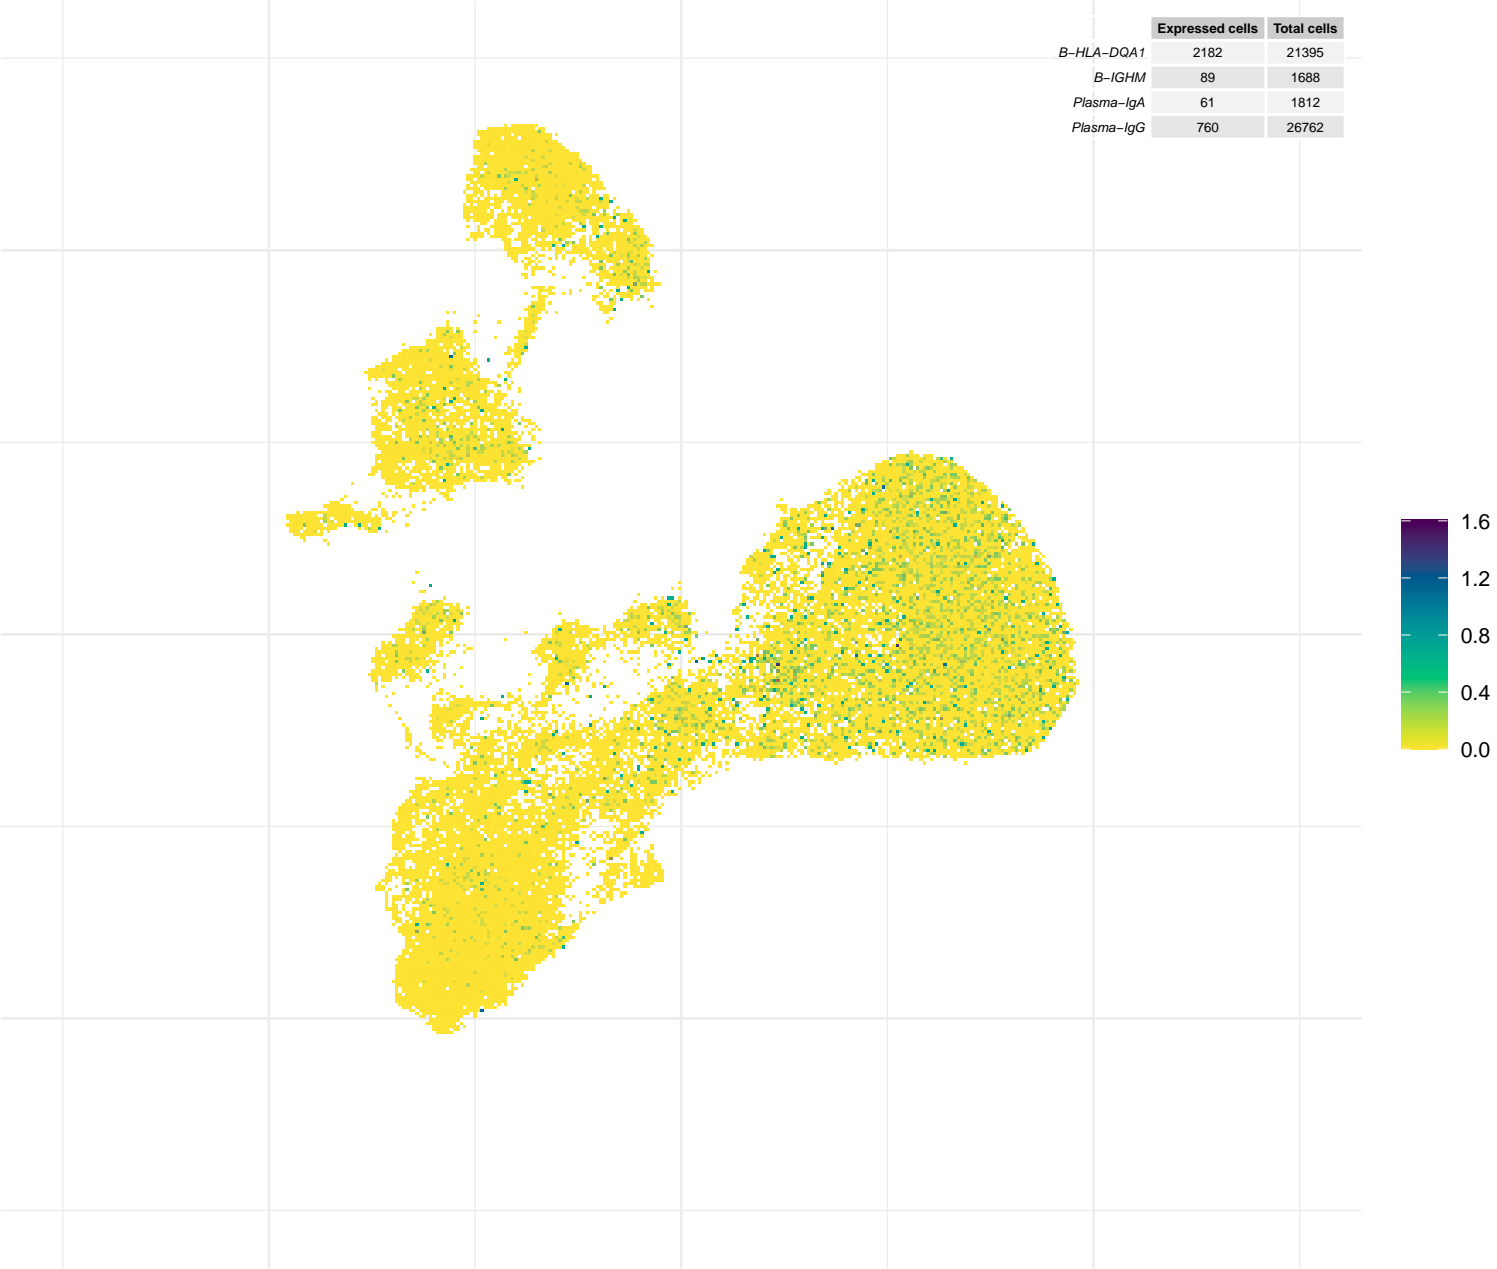 Expressed cells Total cells
B−HLA−DQA1 2182 21395
B−IGHM 89 1688
Plasma−IgA 61 1812
Plasma−IgG 760 26762
1.6
1.2
0.8
0.4
0.0